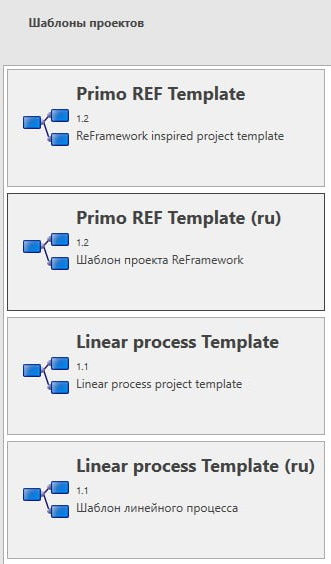 Шаблоны проектов
Primo REF Template
1.2
ReFramework inspired project template
Primo REF Template (ru)
1.2
Шаблон проекта ReFramework
Linear process Template
1.1
Linear process project template
Linear process Template (ru)
1.1
Шаблон линейного процесса